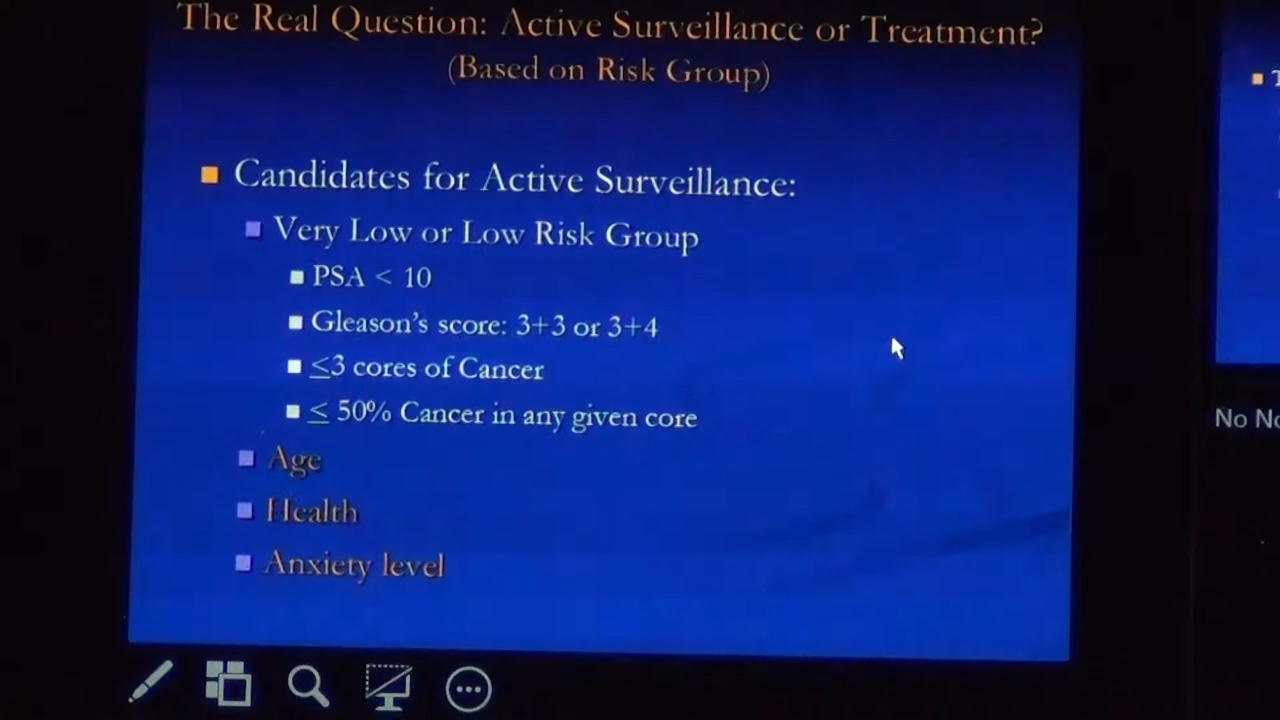 The Real Question: Active Surveillance or Treatment?
(Based on Risk Group)
Candidates for Active Surveillance:
Very Low or Low Risk Group
PSA < 10
Gleason's score: 3+3 or 3+4
≤3 cores of Cancer
≤ 50% Cancer in any given core
Age
Health
Anxiety level
No